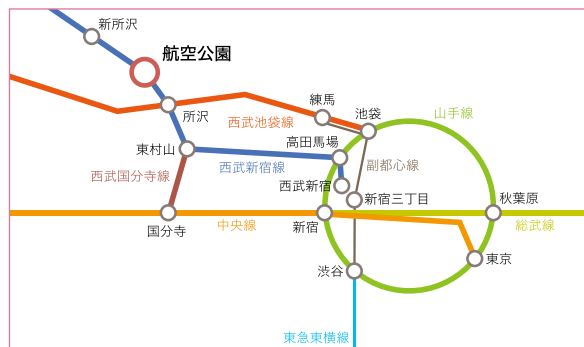 新所沢
航空公園
所沢
練馬
池袋
山手線
西武池袋線
高田馬場
東村山
西武新宿線
副都心線
西武国分寺線
西武新宿
新宿三丁目
秋葉原
国分寺
中央線
新宿
総武線
渋谷
東京
東急東横線